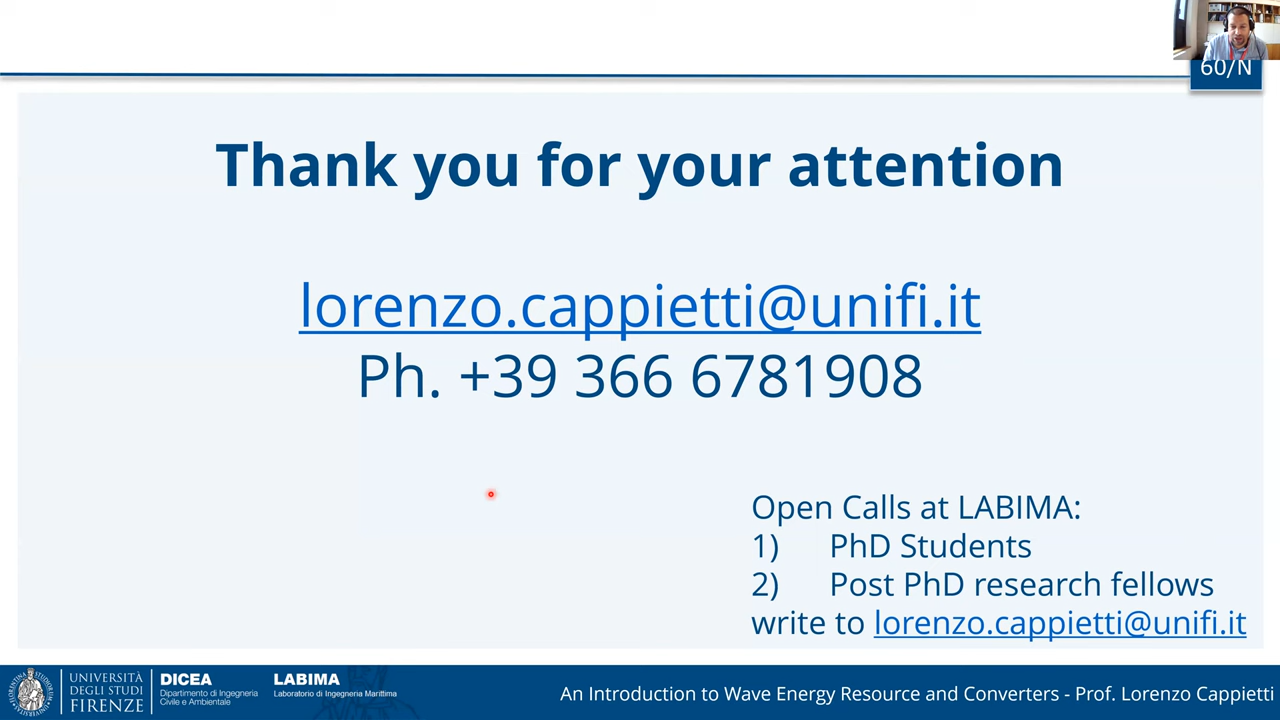 60/N
Thank you for your attention
lorenzo.cappietti@unifi.it
Ph. +39 366 6781908
Open Calls at LABIMA:
1) PhD Students
2) Post PhD research fellows
write to lorenzo.cappietti@unifi.it
UNIVERSITÀ
DEGLI STUDI
FIRENZE
DICEA
Dipartimento di Ingegneria
Civile e Ambientale
LABIMA
Laboratorio di Ingegneria Marittima
An Introduction to Wave Energy Resource and Converters - Prof. Lorenzo Cappietti